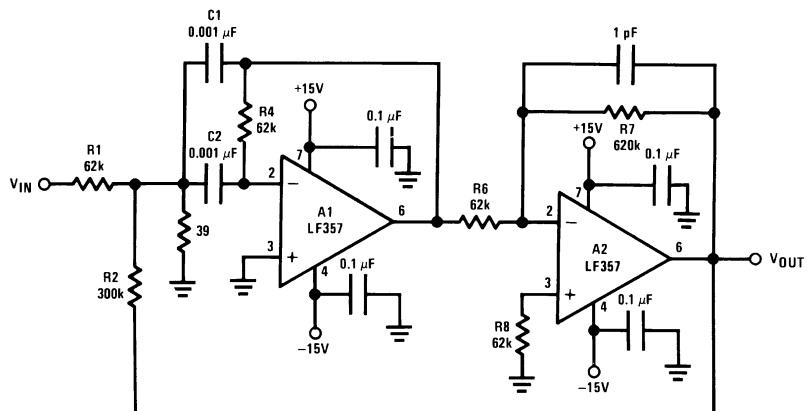 C1
0.001 µF
1 pF
+15V
R4
62k
0.1 µF
R7
620k
+15V
0.1 µF
R1
62k
C2
0.001 µF
7
VIN
2
−
A1
LF357
6
R6
62k
7
2
−
A2
LF357
6
VOUT
39
3
+
4
0.1 µF
R2
300k
3
+
4
0.1 µF
R8
62k
−15V
−15V